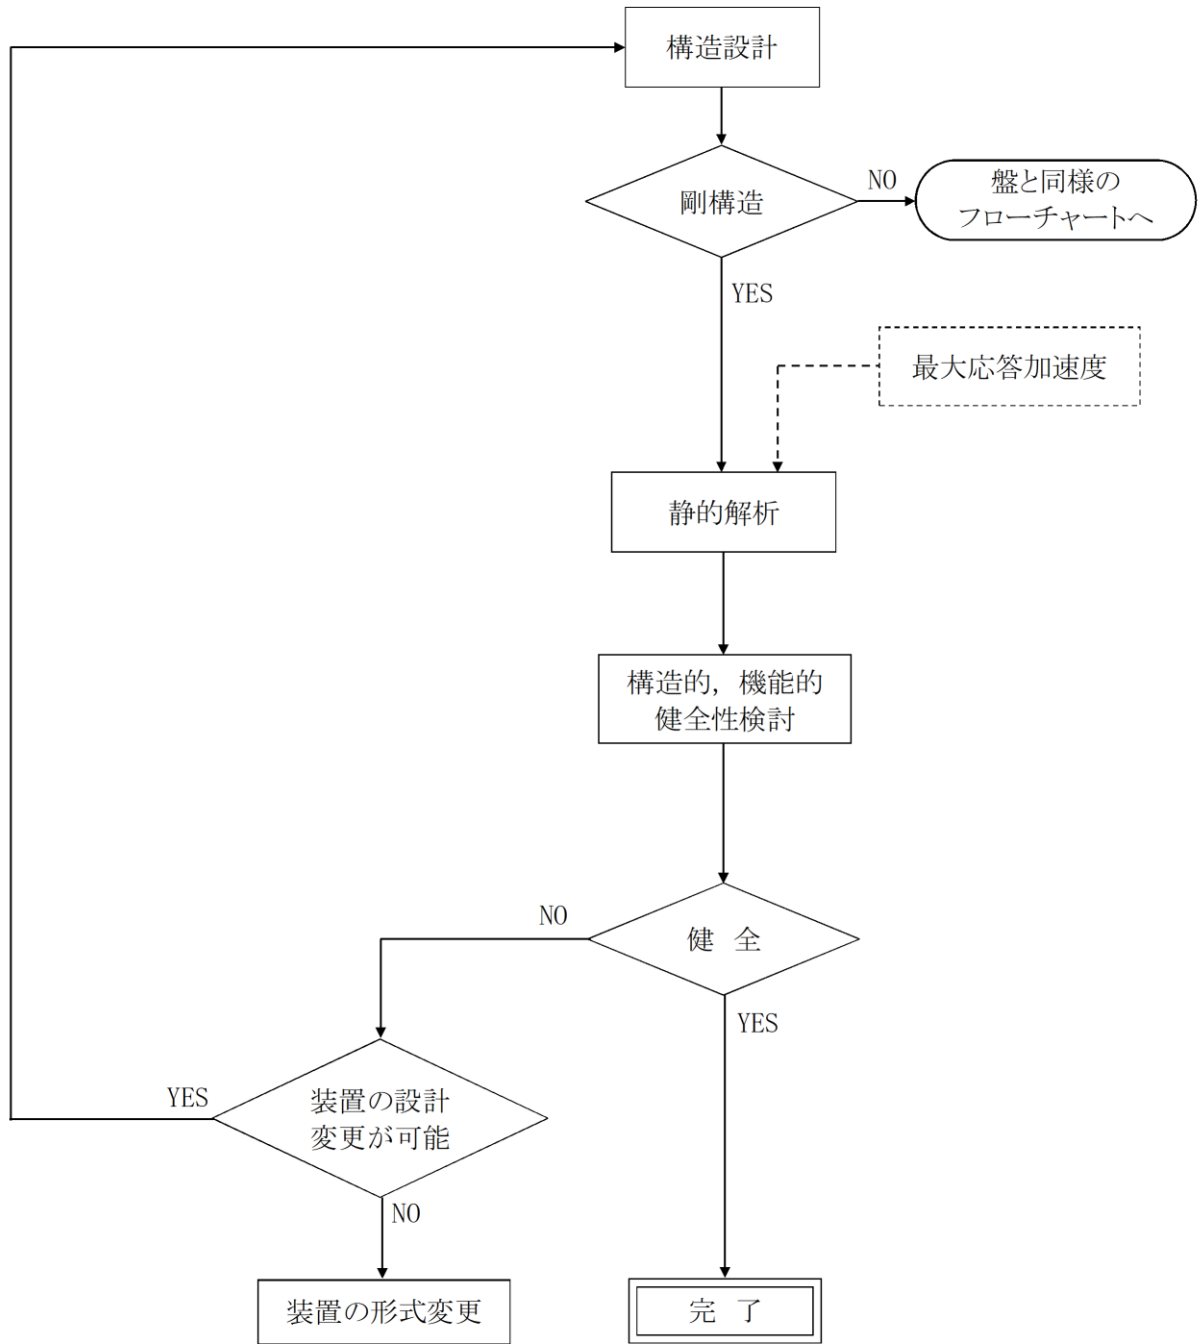 構造設計
剛構造
NO
盤と同様の
フローチャートへ
YES
最大応答加速度
静的解析
構造的，機能的
健全性検討
NO
健 全
YES
YES
装置の設計
変更が可能
NO
装置の形式変更
完 了